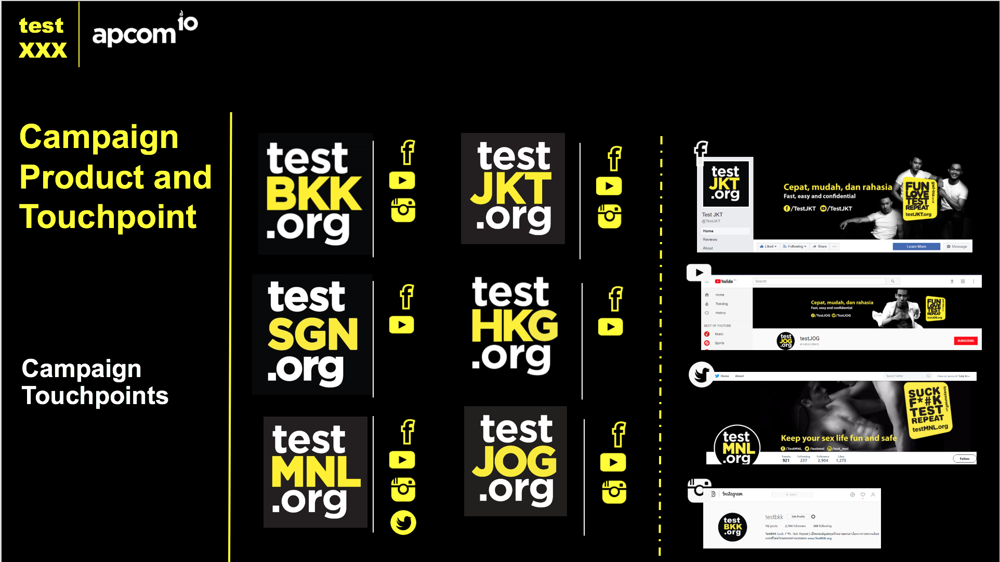 test
XXX
apcom
10
Campaign
Product and
Touchpoint
Campaign
Touchpoints
test
BKK
.org
test
JKT
.org
test
SGN
.org
test
HKG
.org
test
MNL
.org
test
JOG
.org
test
JKT
.org
Test JKT
@TestJKT
Home
Reviews
About
Cepat, mudah, dan rahasia
Fast, easy and confidential
/TestJKT /TestJKT
FUN
LOVE
TEST
REPEAT
testJKT.org
gwl-ina.or.id
Liked Following Share ...
Learn More
Message
YouTube
Search
Home
Trending
History
BEST OF YOUTUBE
Music
Sports
Cepat, mudah, dan rahasia
Fast, easy and confidential
/TestJOG /TestJOG
FUN
LOVE
TEST
REPEAT
testJOG.org
test
JOG
.org
testJOG
4 subscribers
SUBSCRIBE
Home About
Search Twitter
Have an account? Log in
SUCK
F*#K
TEST
REPEAT
testMNL.org
Keep your sex life fun and safe
/TestMNL /testmnl /test_mnl
test
MNL
.org
Tweets Following Followers Likes
921 237 2,904 1,275
Follow
Instagram
Search
test
BKK
.org
testbkk Edit Profile
112 posts 2,794 followers 388 following
TestBKK Suck. F*#k. Test. Repeat |
www.TestBKK.org